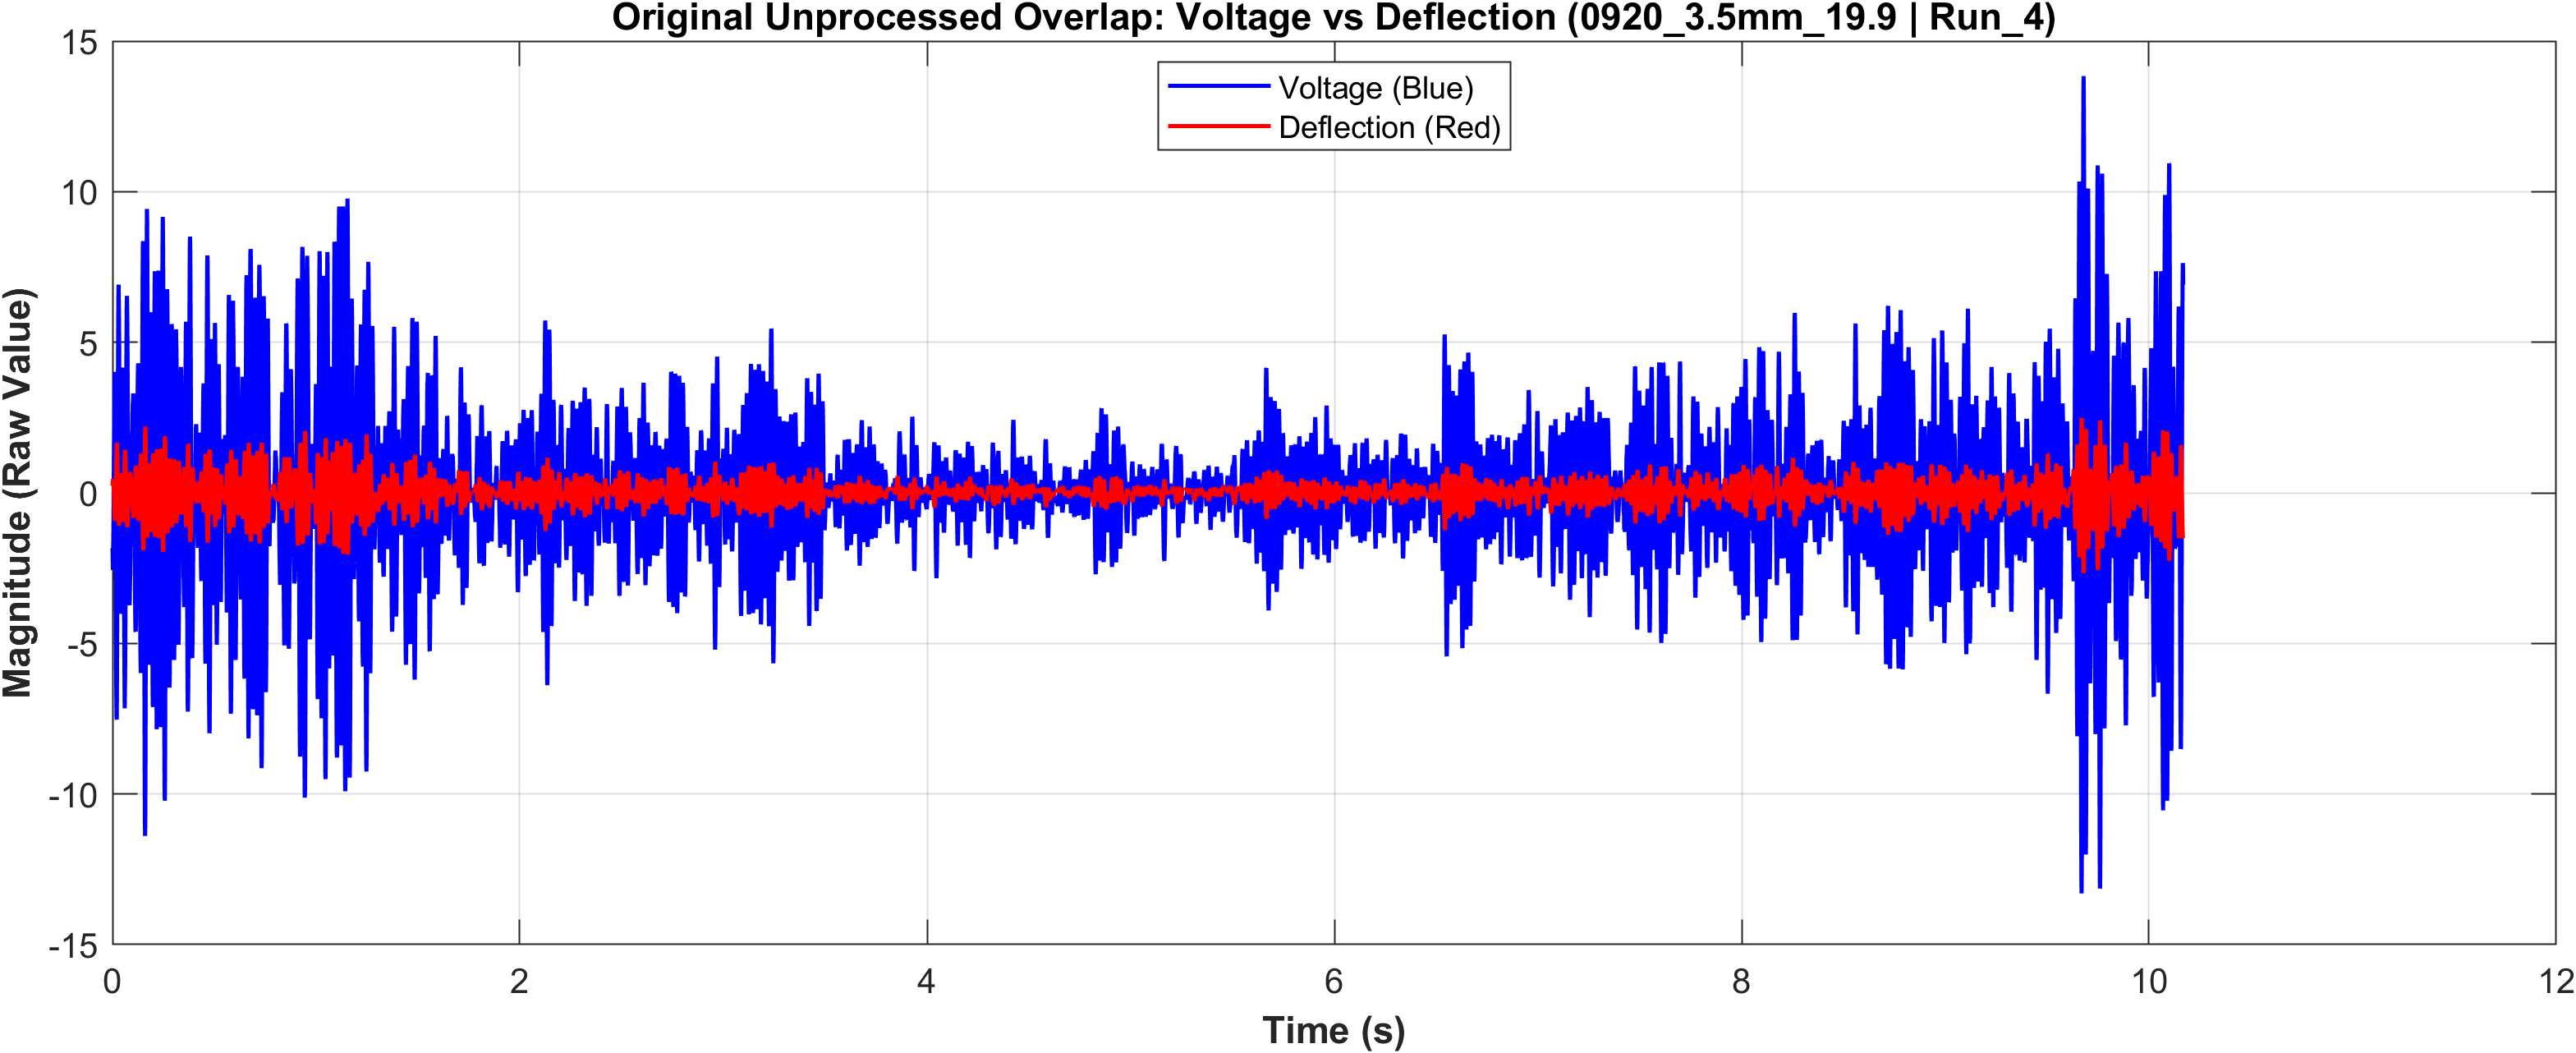 Original Unprocessed Overlap: Voltage vs Deflection (0920_3.5mm_19.9 | Run_4)
Voltage (Blue)
Deflection (Red)
Magnitude (Raw Value)
15
10
5
0
-5
-10
-15
0 2 4 6 8 10 12
Time (s)